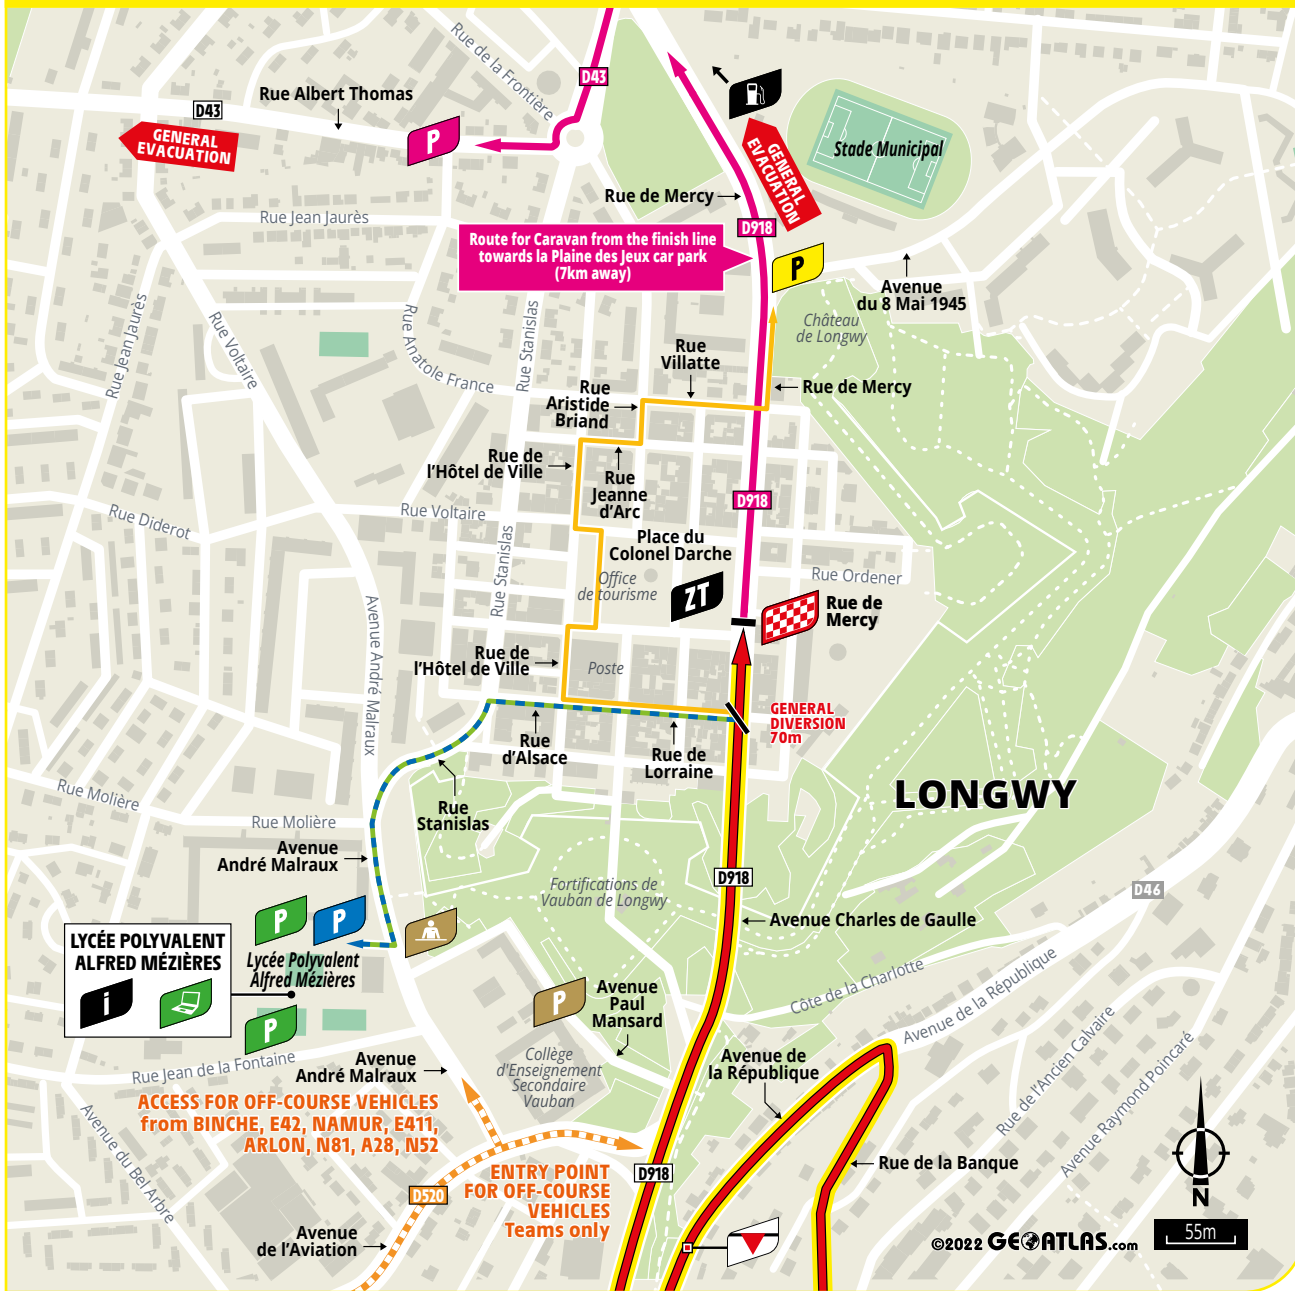 Rue de la Frontière
D43
Rue Albert Thomas
D43
GENERAL
EVACUATION
P
GENERAL
EVACUATION
Stade Municipal
Rue de Mercy
Rue Jean Jaurès
D918
Route for Caravan from the finish line
towards la Plaine des Jeux car park
(7km away)
P
Avenue
du 8 Mai 1945
Château
de Longwy
Rue Jean Jaurès
Rue Voltaire
Rue Anatole France
Rue Stanislas
Rue
Villatte
Rue de Mercy
Rue
Aristide
Briand
Rue de
l'Hôtel de Ville
Rue
Jeanne
d'Arc
D918
Rue Diderot
Rue Voltaire
Rue Stanislas
Place du
Colonel Darche
Office
de tourisme
ZT
Rue Ordener
Rue de
Mercy
Avenue André Malraux
Rue de
l'Hôtel de Ville
Poste
GENERAL
DIVERSION
70m
Rue
d'Alsace
Rue de
Lorraine
LONGWY
Rue Molière
Rue Molière
Rue
Stanislas
Avenue
André Malraux
D918
D46
Fortifications de
Vauban de Longwy
Avenue Charles de Gaulle
P
P
LYCÉE POLYVALENT
ALFRED MÉZIÈRES
i
Lycée Polyvalent
Alfred Mézières
P
P
Avenue
Paul
Mansard
Côte de la Charlotte
Avenue de la République
Rue Jean de la Fontaine
Avenue
André Malraux
Collège
d'Enseignement
Secondaire
Vauban
Avenue de
la République
Rue de l'Ancien Calvaire
Avenue Raymond Poincaré
ACCESS FOR OFF-COURSE VEHICLES
from BINCHE, E42, NAMUR, E411,
ARLON, N81, A28, N52
Avenue du Bel Arbre
D520
ENTRY POINT
FOR OFF-COURSE
VEHICLES
Teams only
D918
Rue de la Banque
Avenue
de l'Aviation
N
©2022 GEOATLAS.com
55m